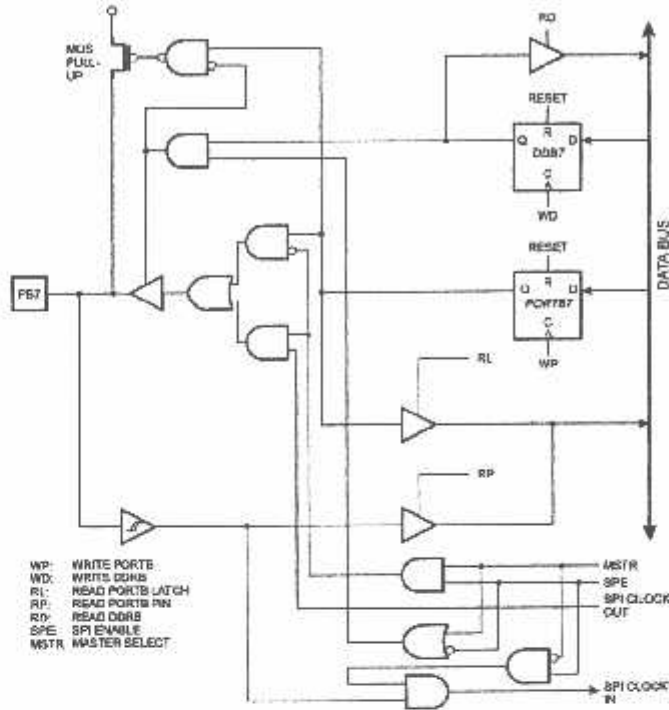 RD
MOS
PULL-
UP
RESET
R
Q
DDB7
D
C
WD
DATA BUS
RESET
R
Q
PORTB7
D
C
WP
PB7
RL
RP
WP: WRITE PORTB
WD: WRITE DDRB
RL: READ PORTB LATCH
RP: READ PORTB PIN
RD: READ DDRB
SPE: SPI ENABLE
MSTR MASTER SELECT
MSTR
SPE
SPI CLOCK
OUT
SPI CLOCK
IN